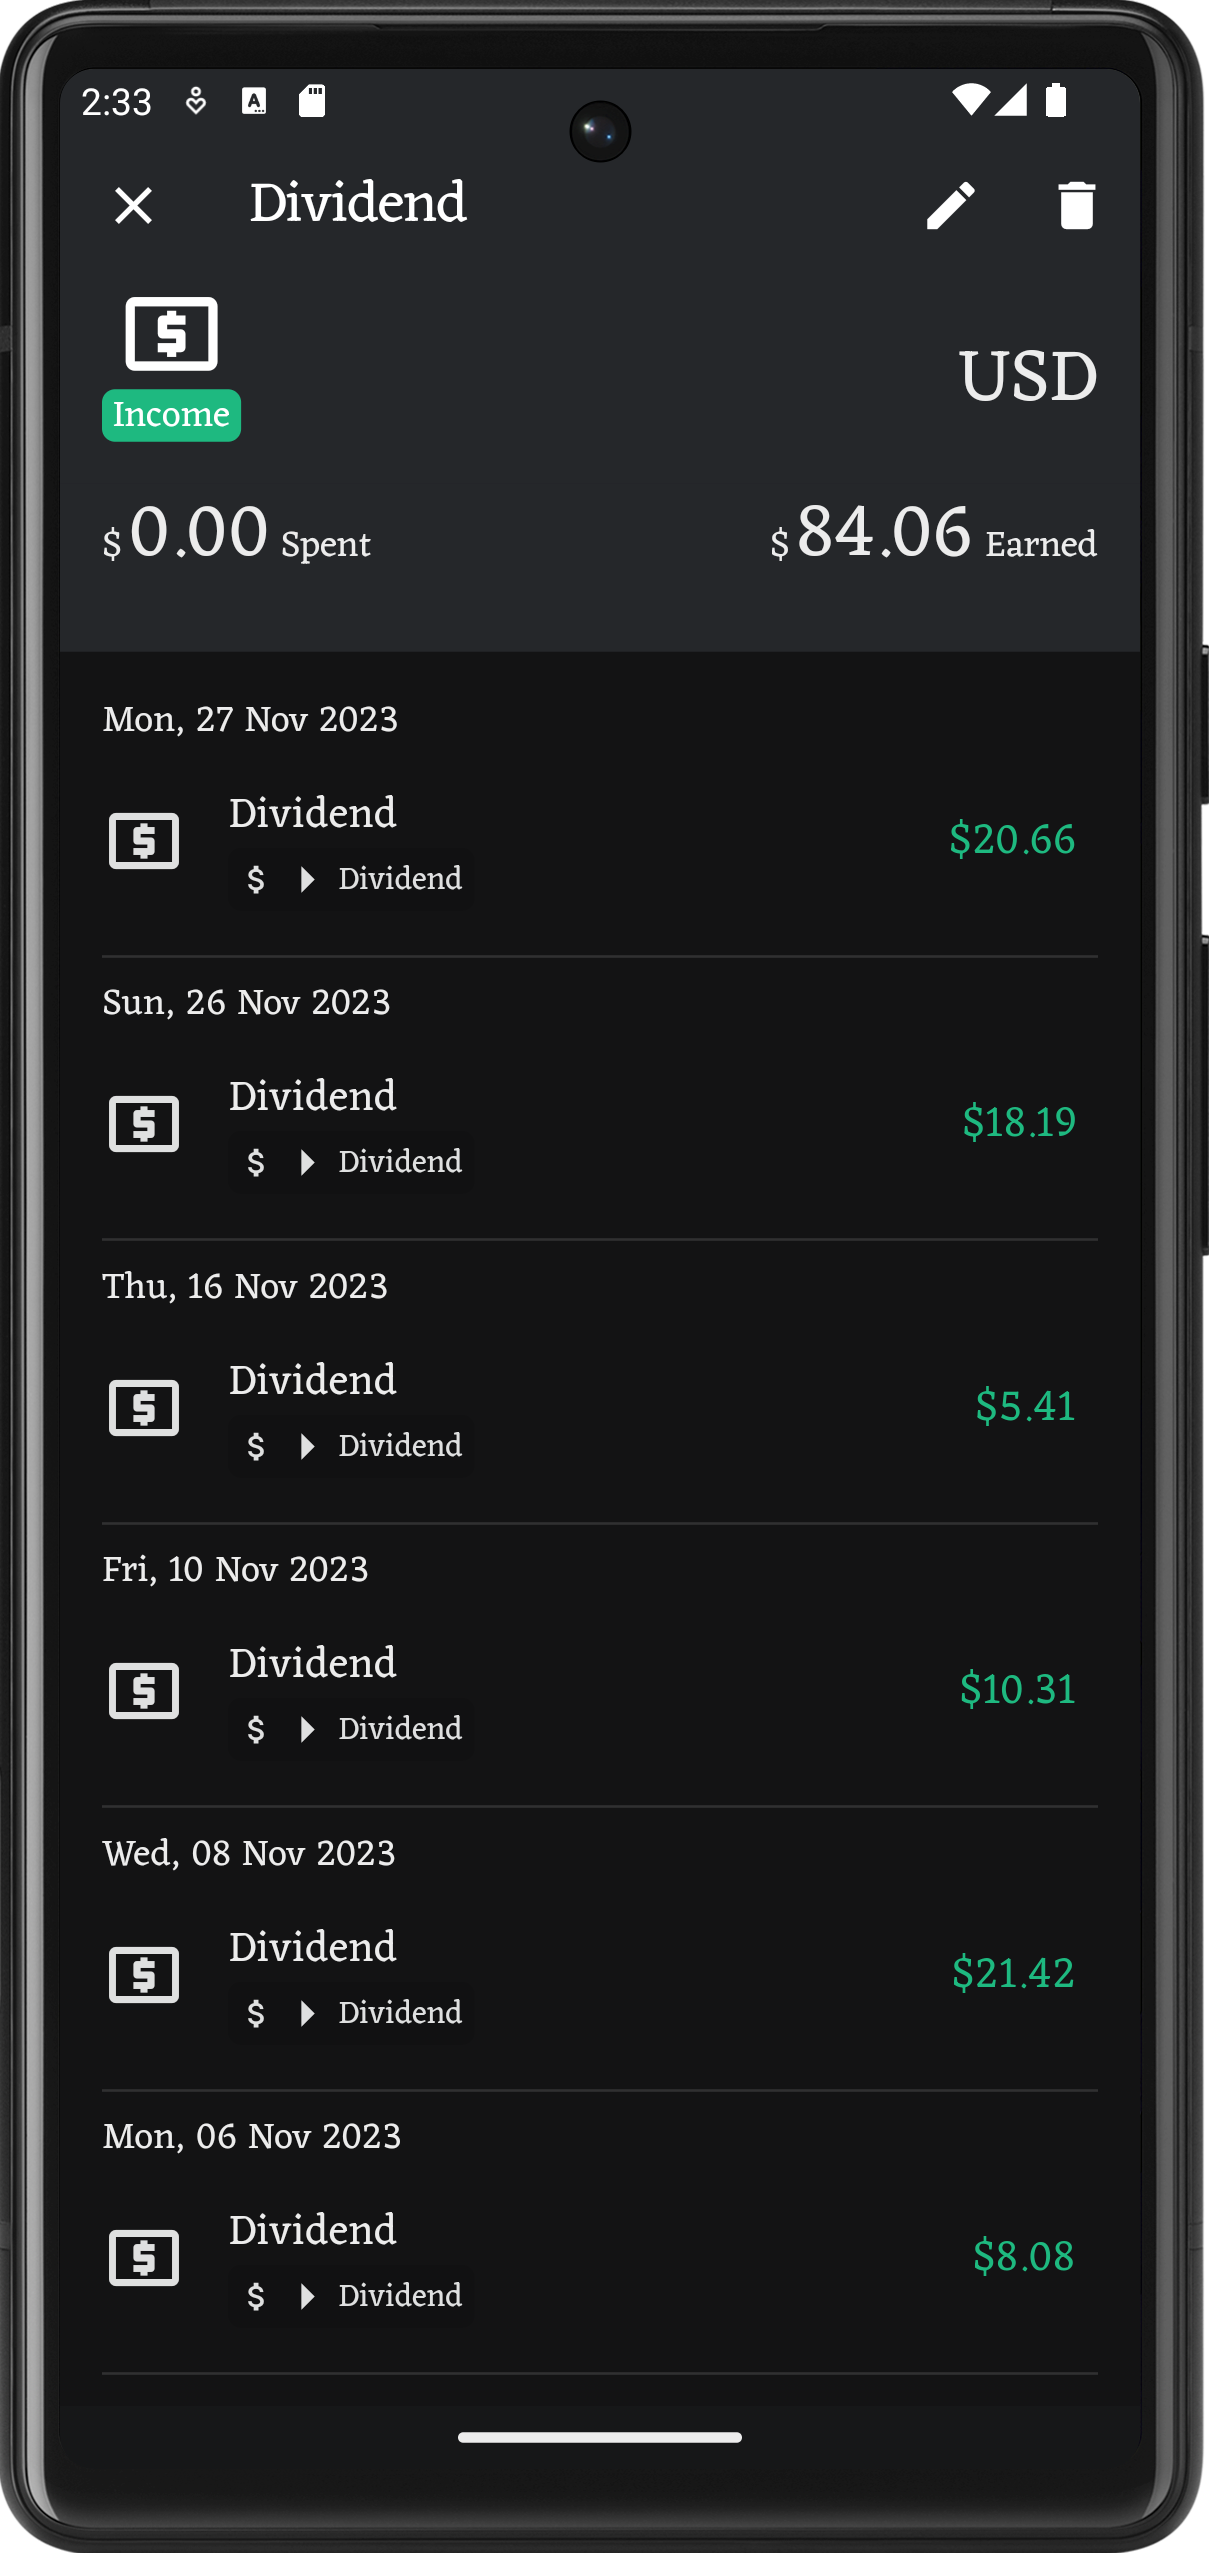 2:33
Dividend
Income
USD
$0.00 Spent
$84.06 Earned
Mon, 27 Nov 2023
Dividend
$20.66
$ Dividend
Sun, 26 Nov 2023
Dividend
$18.19
$ Dividend
Thu, 16 Nov 2023
Dividend
$5.41
$ Dividend
Fri, 10 Nov 2023
Dividend
$10.31
$ Dividend
Wed, 08 Nov 2023
Dividend
$21.42
$ Dividend
Mon, 06 Nov 2023
Dividend
$8.08
$ Dividend